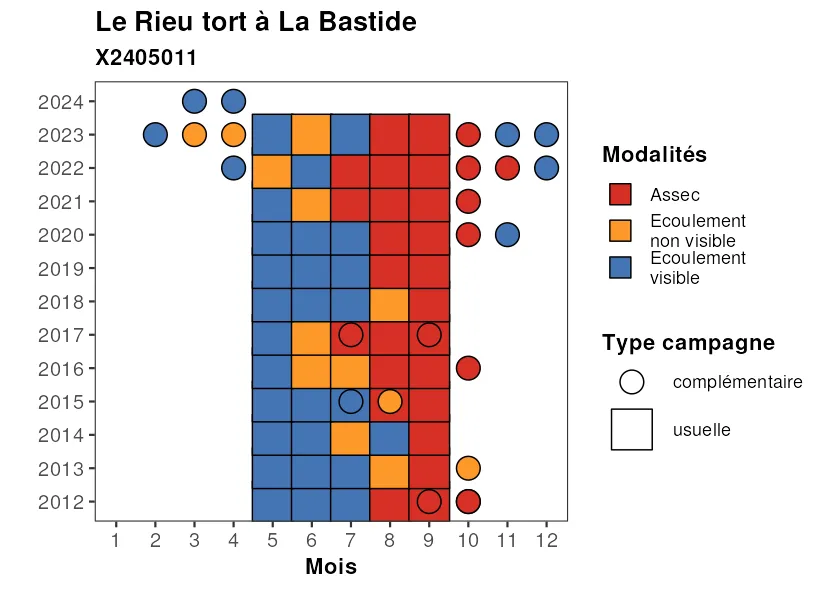 Le Rieu tort à La Bastide
X2405011
2024
2023
2022
2021
2020
2019
2018
2017
2016
2015
2014
2013
2012
1 2 3 4 5 6 7 8 9 10 11 12
Mois
Modalités
Assec
Ecoulement
non visible
Ecoulement
visible
Type campagne
complémentaire
usuelle